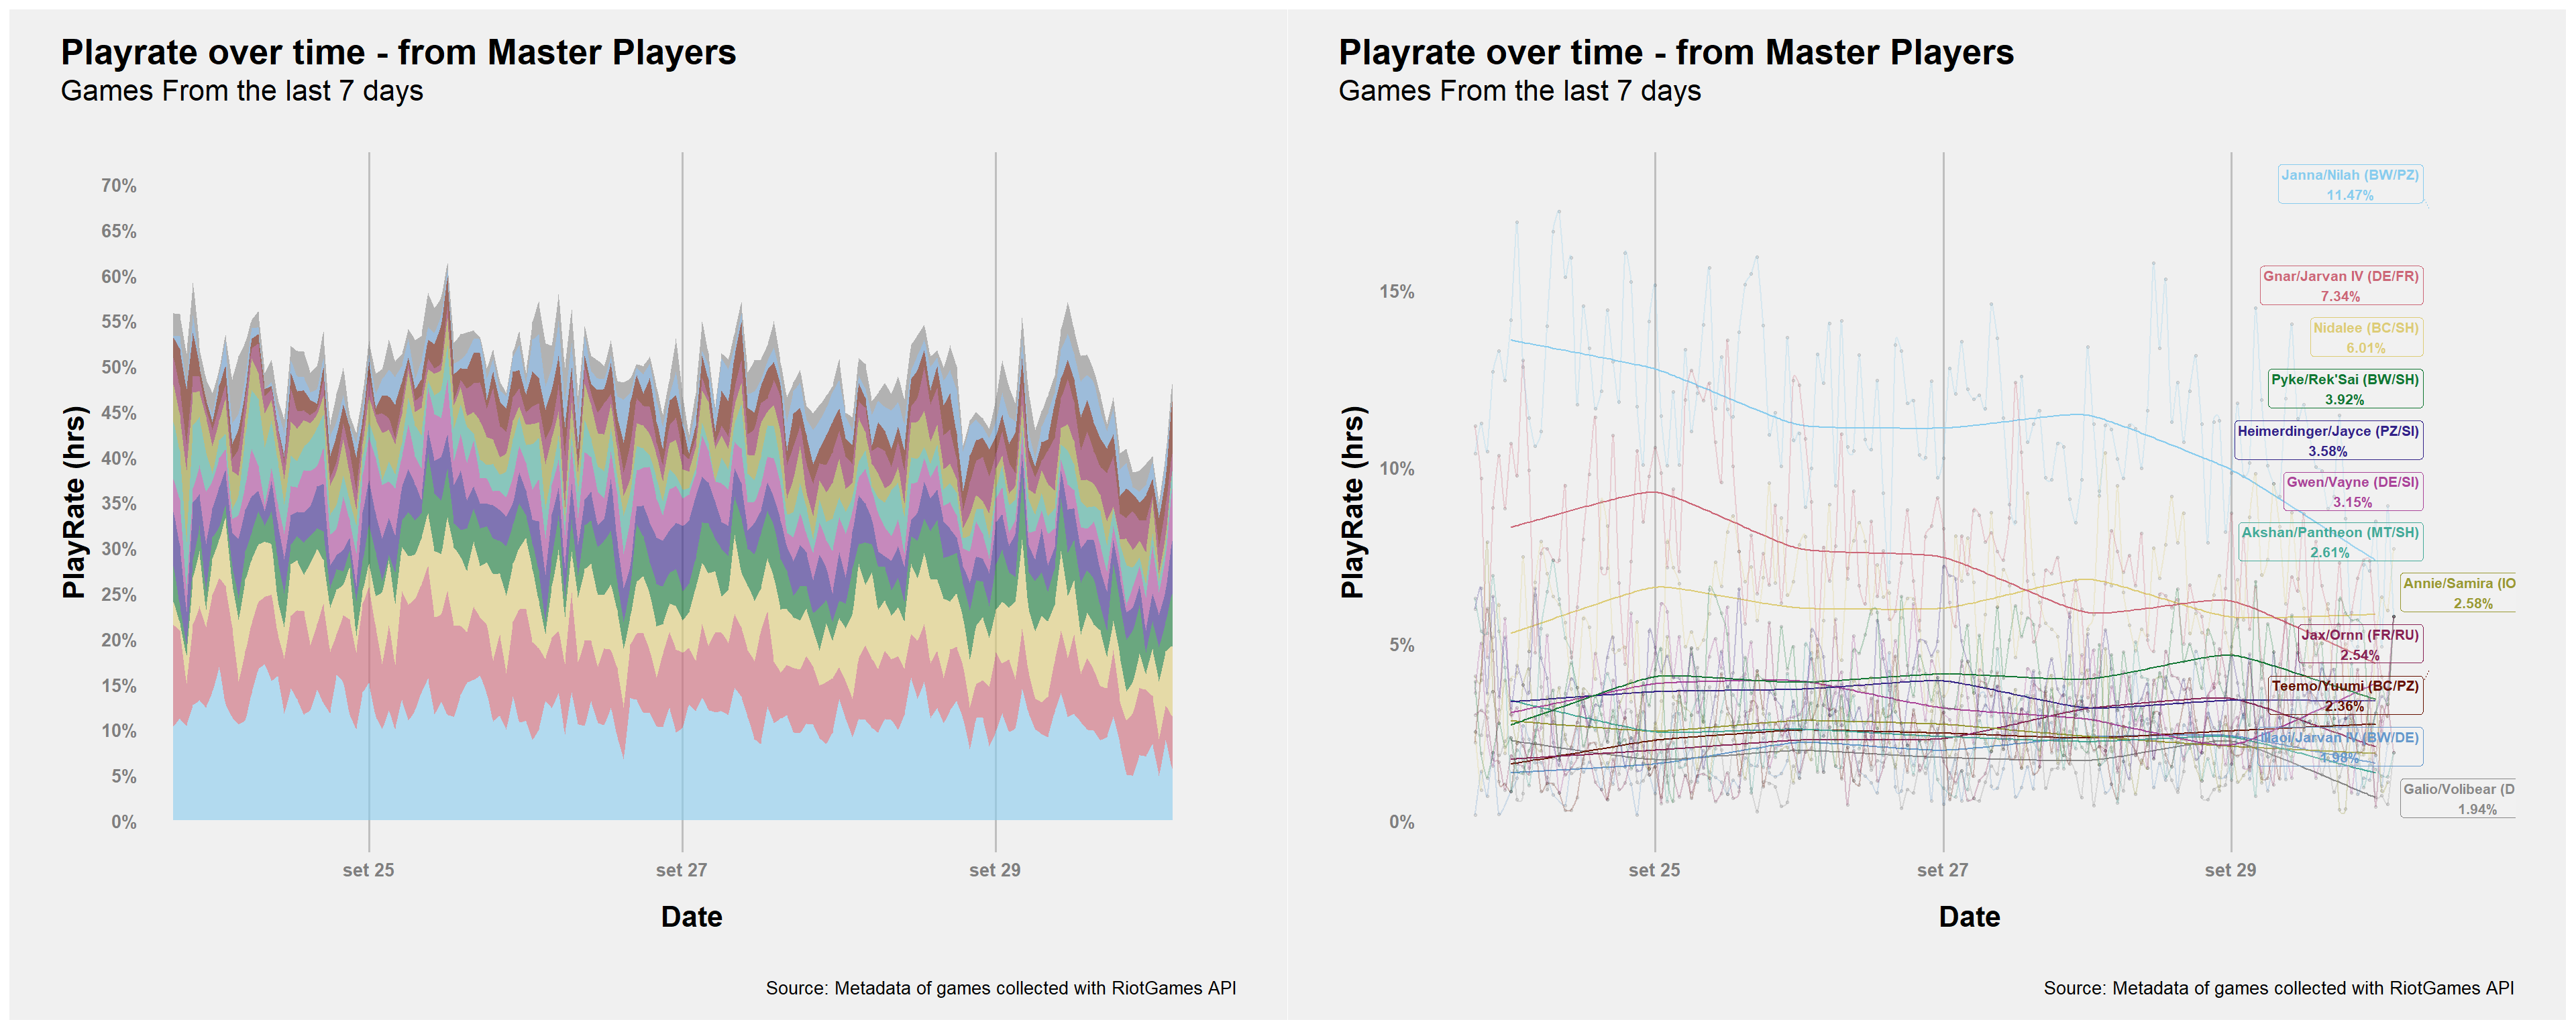 Playrate over time - from Master Players
Games From the last 7 days
70%
65%
60%
55%
50%
45%
40%
35%
30%
25%
20%
15%
10%
5%
0%
PlayRate (hrs)
set 25
set 27
set 29
Date
Source: Metadata of games collected with RiotGames API
Playrate over time - from Master Players
Games From the last 7 days
15%
10%
5%
0%
PlayRate (hrs)
set 25
set 27
set 29
Date
Janna/Nilah (BW/PZ)
11.47%
Gnar/Jarvan IV (DE/FR)
7.34%
Nidalee (BC/SH)
6.01%
Pyke/Rek'Sai (BW/SH)
3.92%
Heimerdinger/Jayce (PZ/SI)
3.58%
Gwen/Vayne (DE/SI)
3.15%
Akshan/Pantheon (MT/SH)
2.61%
Annie/Samira (IO
2.58%
Jax/Ornn (FR/RU)
2.54%
Teemo/Yuumi (BC/PZ)
2.36%
Illaoi/Jarvan IV (BW/DE)
1.98%
Galio/Volibear (D
1.94%
Source: Metadata of games collected with RiotGames API